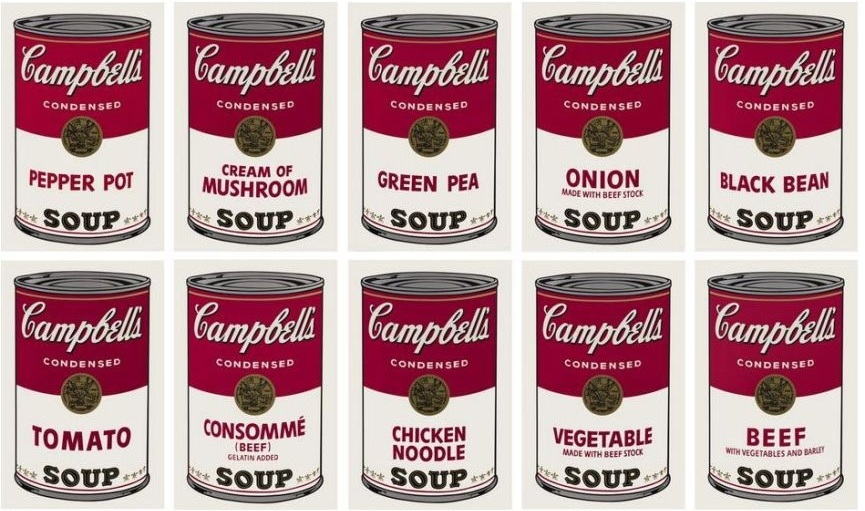 Campbell's
CONDENSED
PEPPER POT
SOUP
Campbell's
CONDENSED
CREAM OF
MUSHROOM
SOUP
Campbell's
CONDENSED
GREEN PEA
SOUP
Campbell's
CONDENSED
ONION
MADE WITH BEEF STOCK
SOUP
Campbell's
CONDENSED
BLACK BEAN
SOUP
Campbell's
CONDENSED
TOMATO
SOUP
Campbell's
CONDENSED
CONSOMMÉ
(BEEF)
GELATIN ADDED
SOUP
Campbell's
CONDENSED
CHICKEN
NOODLE
SOUP
Campbell's
CONDENSED
VEGETABLE
MADE WITH BEEF STOCK
SOUP
Campbell's
CONDENSED
BEEF
WITH VEGETABLES AND BARLEY
SOUP